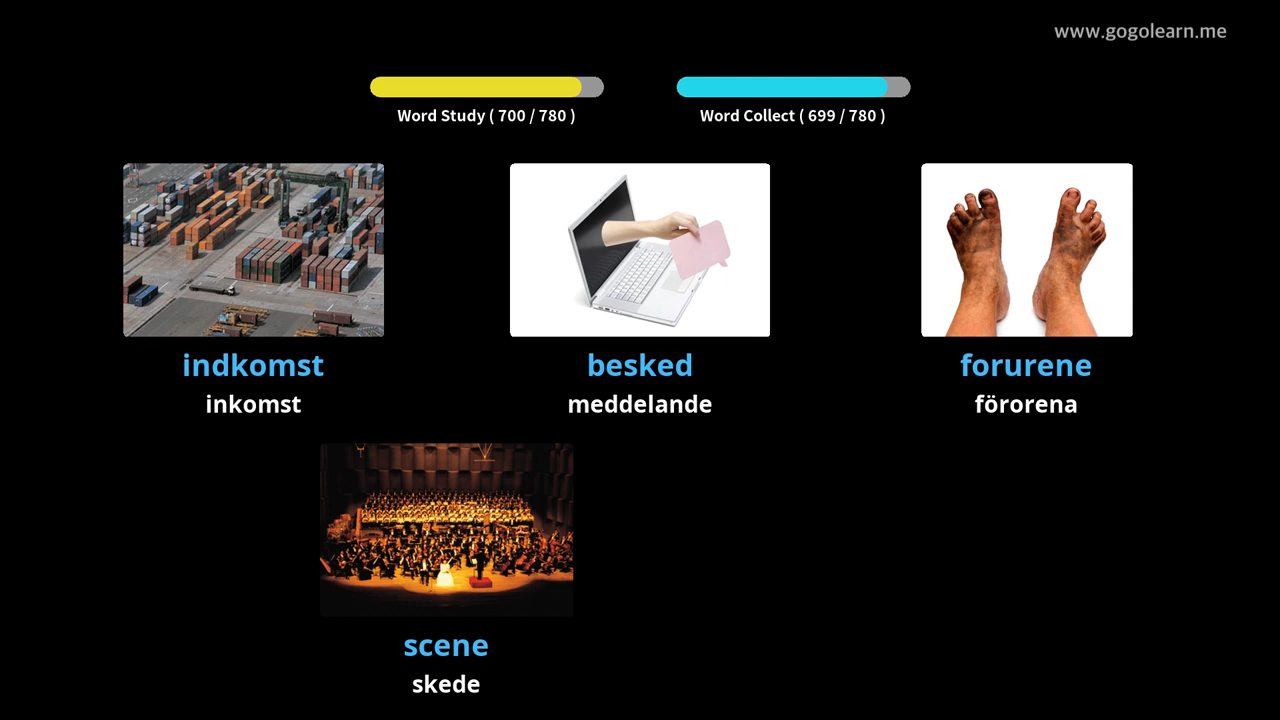 www.gogolearn.me
Word Study ( 700 / 780 )
Word Collect ( 699 / 780 )
indkomst
inkomst
besked
meddelande
forurene
förorena
scene
skede